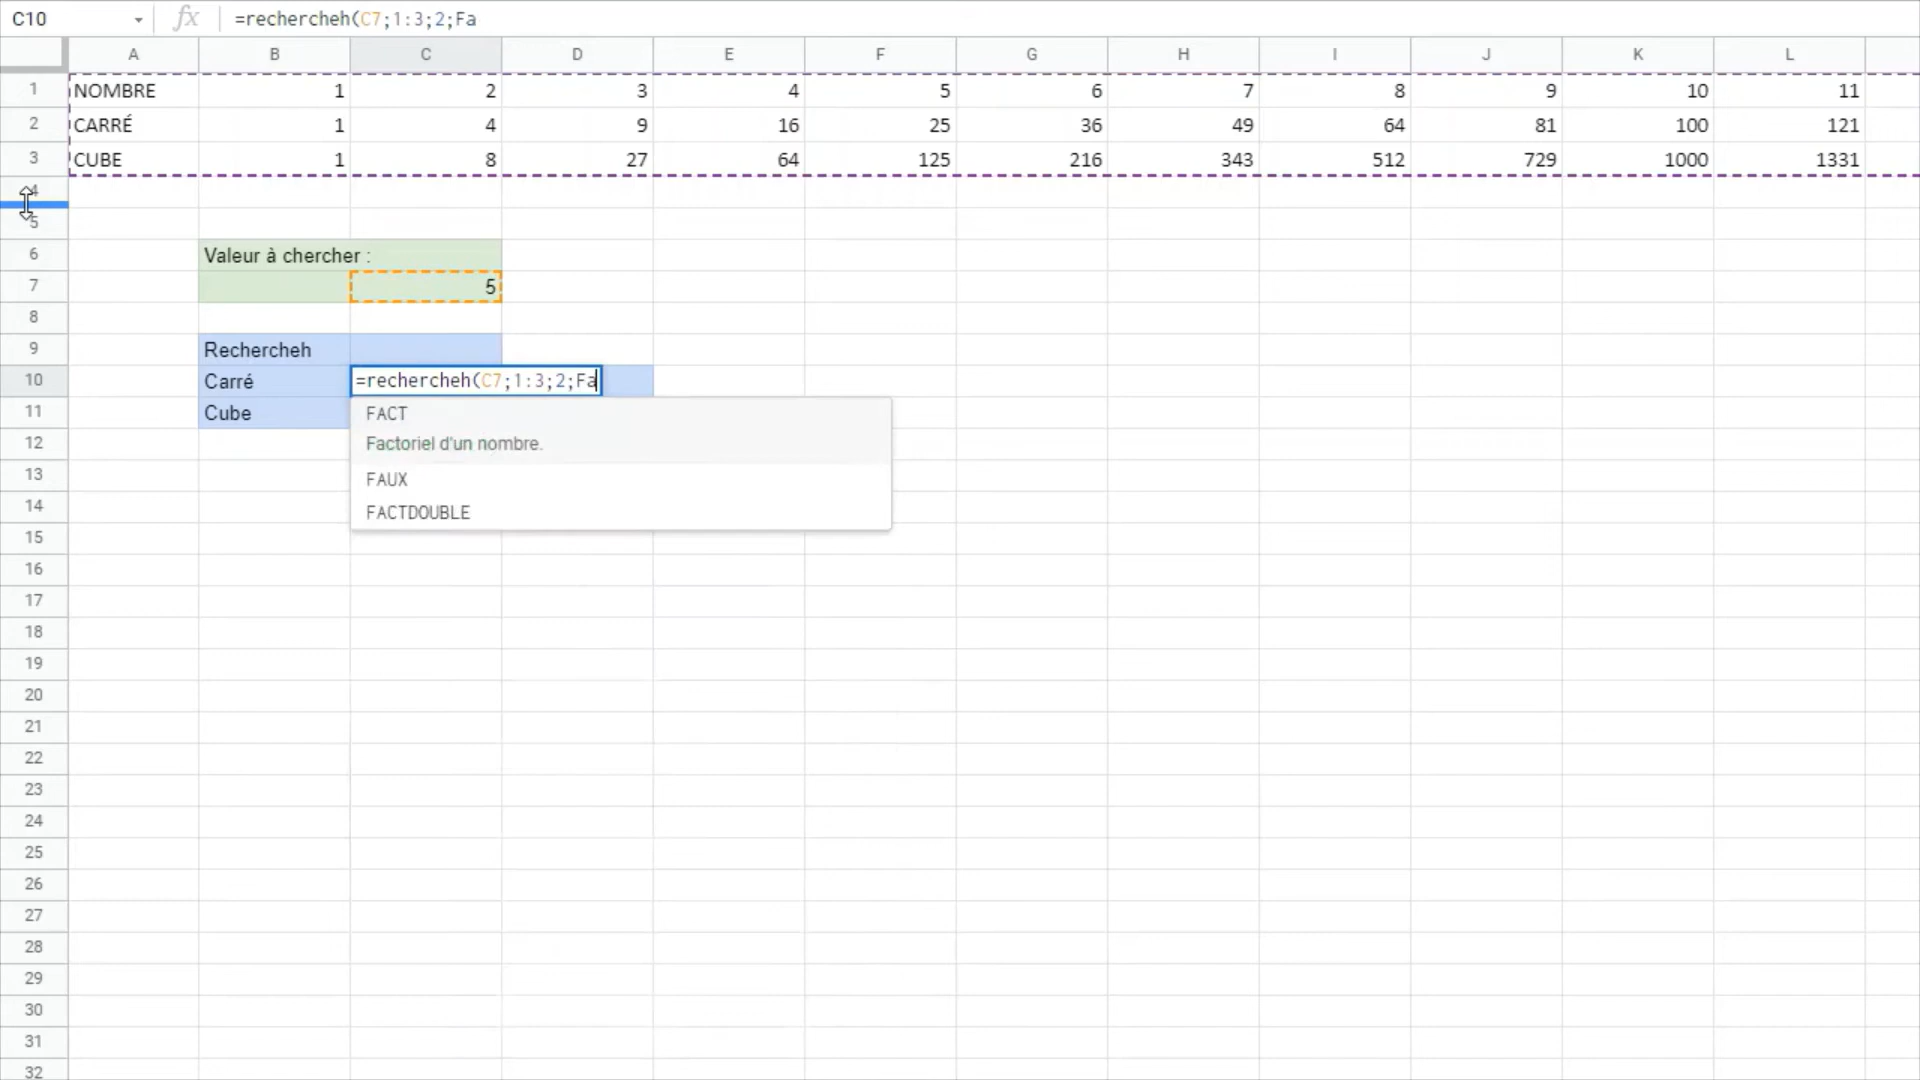 C10 fx =rechercheh(C7;1:3;2;Fa
A B C D E F G H I J K L
1 NOMBRE 1 2 3 4 5 6 7 8 9 10 11
2 CARRÉ 1 4 9 16 25 36 49 64 81 100 121
3 CUBE 1 8 27 64 125 216 343 512 729 1000 1331
4
5
6 Valeur à chercher :
7 5
8
9 Rechercheh
10 Carré =rechercheh(C7;1:3;2;Fa
11 Cube FACT
12 Factoriel d'un nombre.
13 FAUX
14 FACTDOUBLE
15
16
17
18
19
20
21
22
23
24
25
26
27
28
29
30
31
32